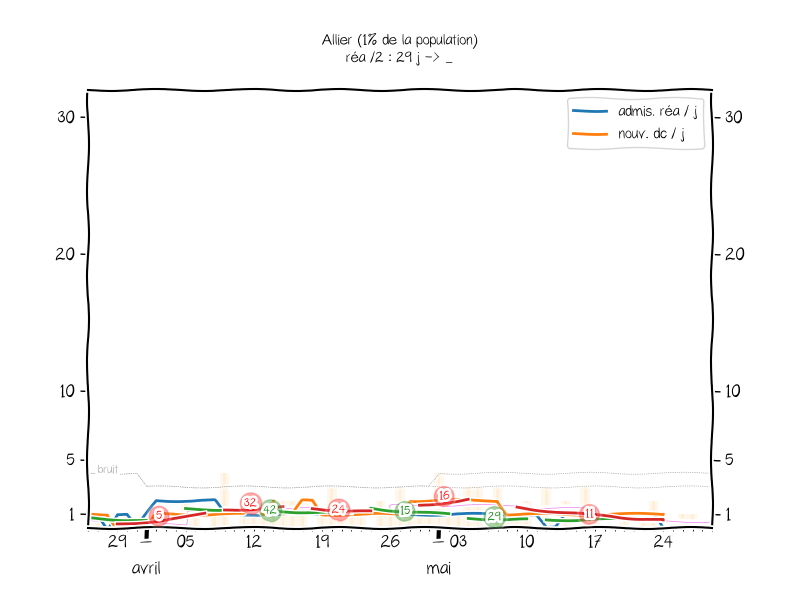 Allier (1% de la population)
réa /2 : 29 j -> _
admis. réa / j
nouv. dc / j
30 30
20 20
10 10
5 5
1 1
bruit
5 32 42 24 15 16 29 11
29 05 12 19 26 03 10 17 24
avril mai